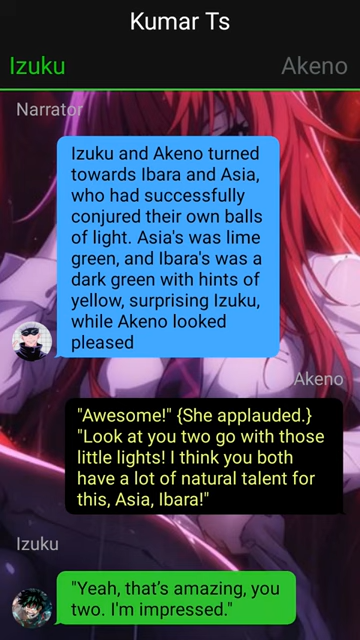 Kumar Ts
Izuku
Akeno
Narrator
Izuku and Akeno turned
towards Ibara and Asia,
who had successfully
conjured their own balls
of light. Asia's was lime
green, and Ibara's was a
dark green with hints of
yellow, surprising Izuku,
while Akeno looked
pleased
Akeno
"Awesome!" {She applauded.}
"Look at you two go with those
little lights! I think you both
have a lot of natural talent for
this, Asia, Ibara!"
Izuku
"Yeah, that’s amazing, you
two. I'm impressed."